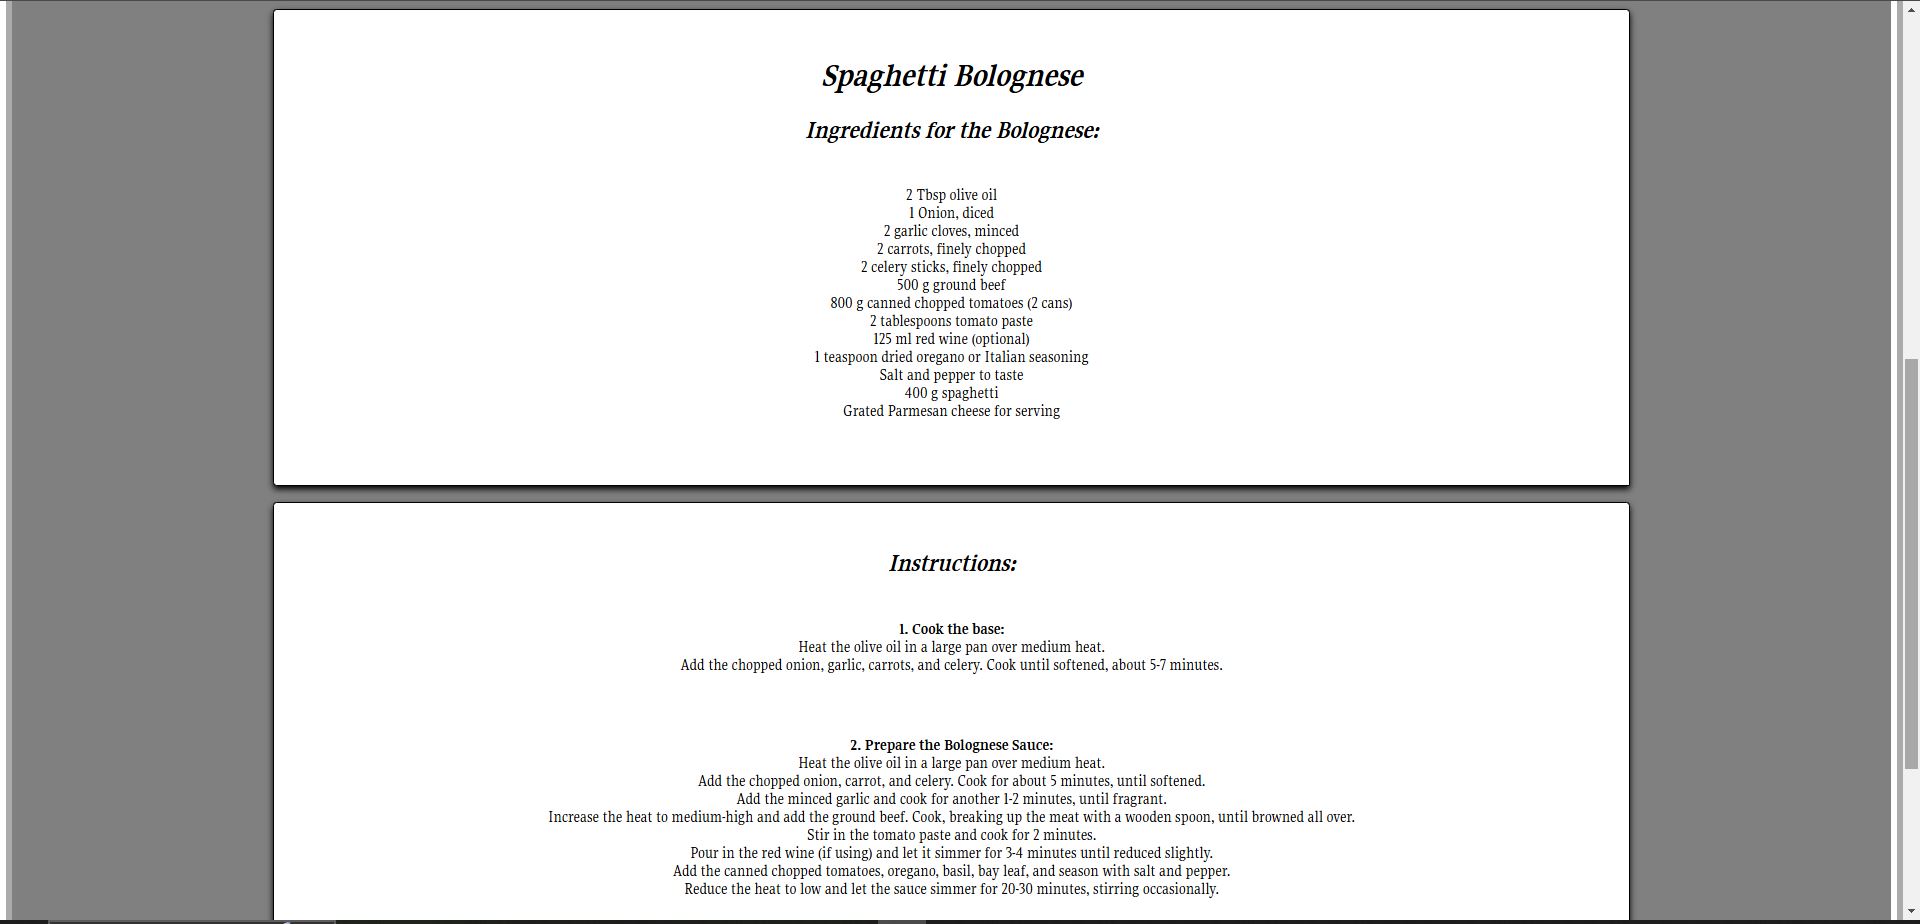 Spaghetti Bolognese
Ingredients for the Bolognese:
2 Tbsp olive oil
1 Onion, diced
2 garlic cloves, minced
2 carrots, finely chopped
2 celery sticks, finely chopped
500 g ground beef
800 g canned chopped tomatoes (2 cans)
2 tablespoons tomato paste
125 ml red wine (optional)
1 teaspoon dried oregano or Italian seasoning
Salt and pepper to taste
400 g spaghetti
Grated Parmesan cheese for serving
Instructions:
1. Cook the base:
Heat the olive oil in a large pan over medium heat.
Add the chopped onion, garlic, carrots, and celery. Cook until softened, about 5-7 minutes.
2. Prepare the Bolognese Sauce:
Heat the olive oil in a large pan over medium heat.
Add the chopped onion, carrot, and celery. Cook for about 5 minutes, until softened.
Add the minced garlic and cook for another 1-2 minutes, until fragrant.
Increase the heat to medium-high and add the ground beef. Cook, breaking up the meat with a wooden spoon, until browned all over.
Stir in the tomato paste and cook for 2 minutes.
Pour in the red wine (if using) and let it simmer for 3-4 minutes until reduced slightly.
Add the canned chopped tomatoes, oregano, basil, bay leaf, and season with salt and pepper.
Reduce the heat to low and let the sauce simmer for 20-30 minutes, stirring occasionally.